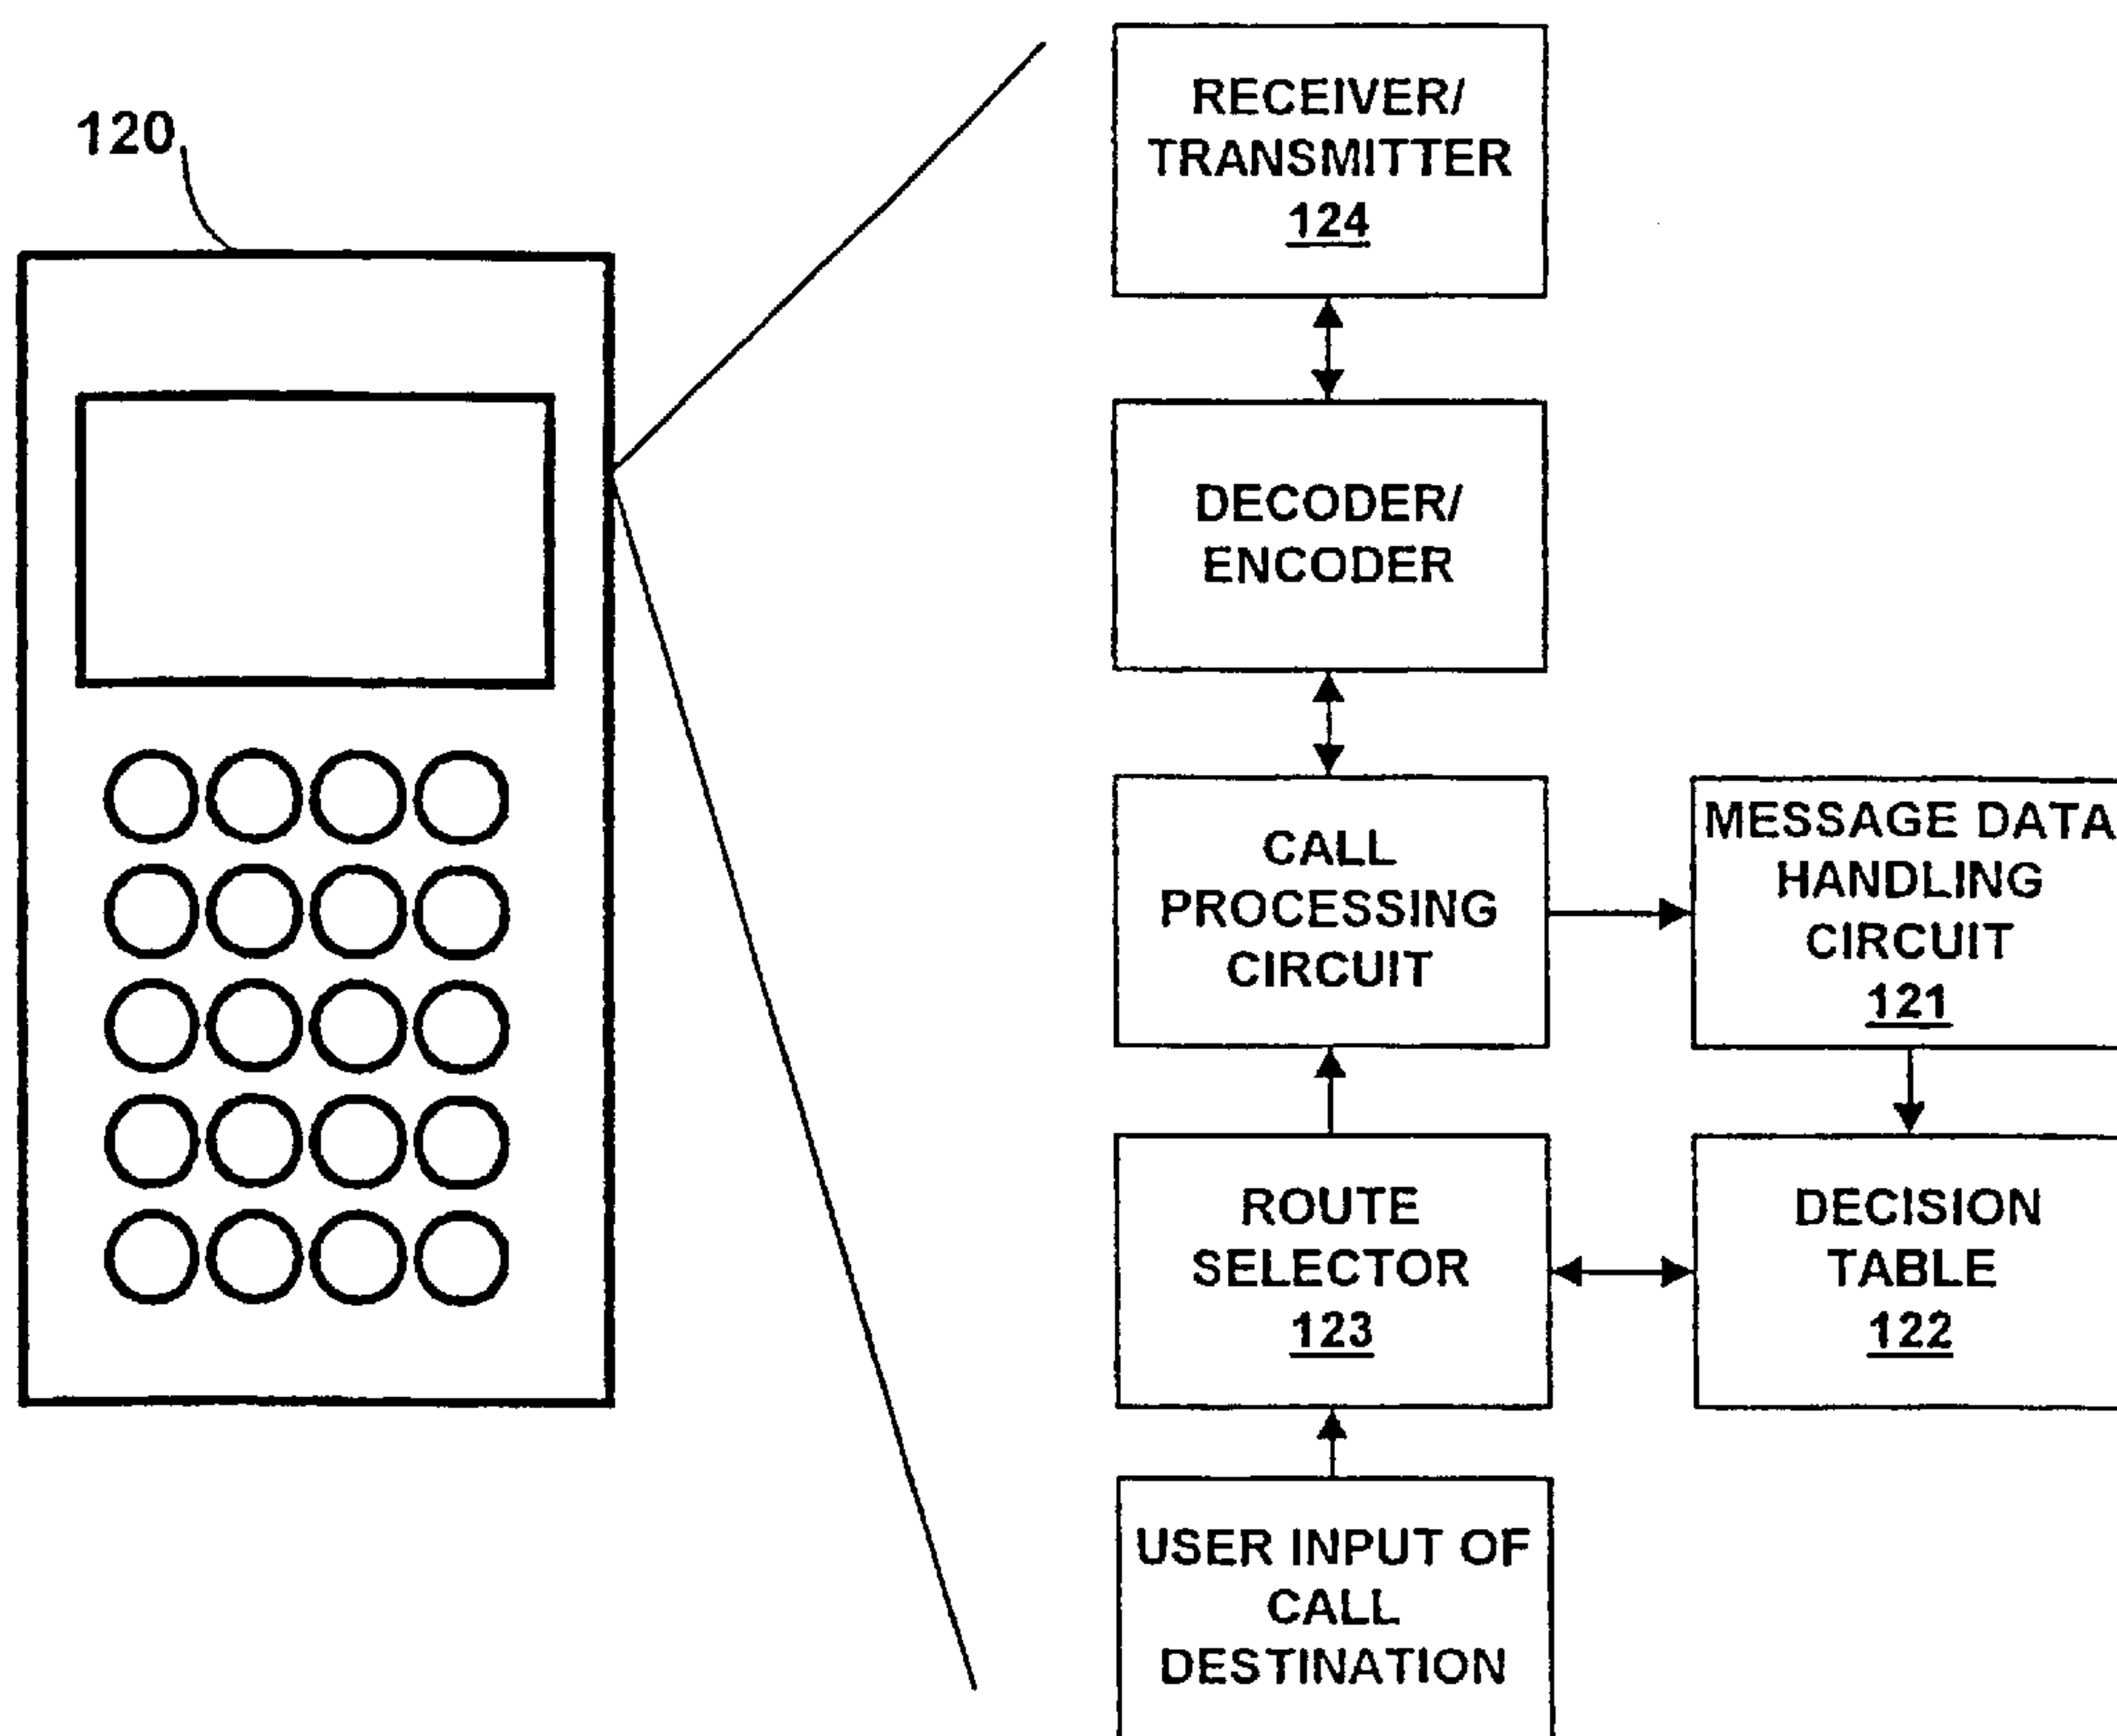 120
RECEIVER/
TRANSMITTER
124
DECODER/
ENCODER
CALL
PROCESSING
CIRCUIT
MESSAGE DATA
HANDLING
CIRCUIT
121
ROUTE
SELECTOR
123
DECISION
TABLE
122
USER INPUT OF
CALL
DESTINATION